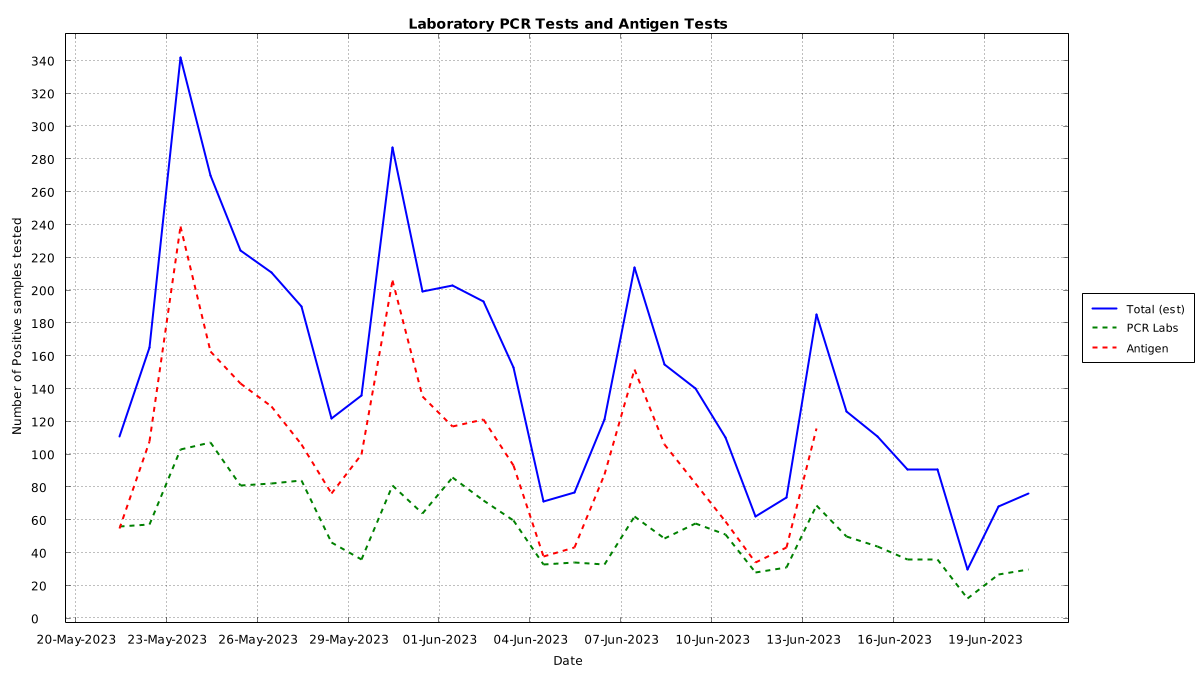 Laboratory PCR Tests and Antigen Tests
Number of Positive samples tested
340
320
300
280
260
240
220
200
180
160
140
120
100
80
60
40
20
0
20-May-2023 23-May-2023 26-May-2023 29-May-2023 01-Jun-2023 04-Jun-2023 07-Jun-2023 10-Jun-2023 13-Jun-2023 16-Jun-2023 19-Jun-2023
Date
Total (est)
PCR Labs
Antigen